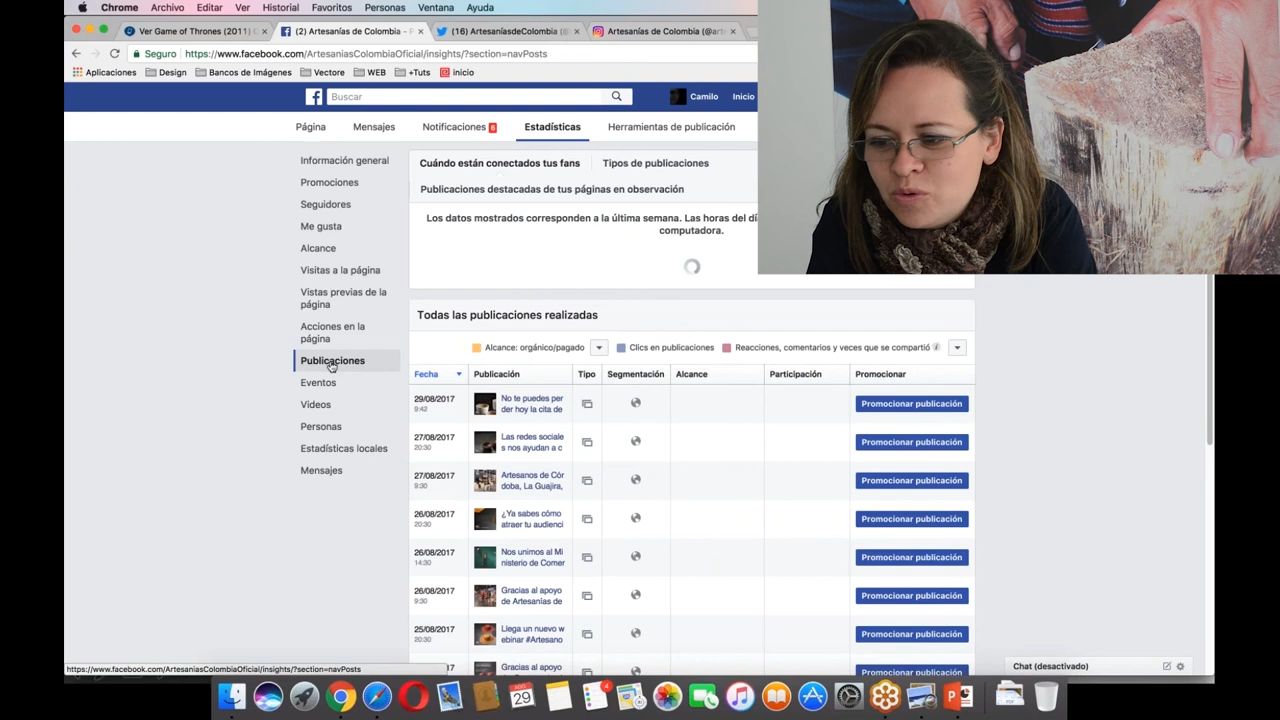 Chrome Archivo Editar Ver Historial Favoritos Personas Ventana Ayuda
Ver Game of Thrones (2011) (2) Artesanías de Colombia - (16) ArtesaníasdeColombia Artesanías de Colombia
Seguro https://www.facebook.com/ArtesaniasColombiaOficial/insights/?section=navPosts
Aplicaciones Design Bancos de Imágenes Vectore WEB +Tuts inicio
Buscar Camilo Inicio
Página Mensajes Notificaciones 6 Estadísticas Herramientas de publicación
Información general
Promociones
Seguidores
Me gusta
Alcance
Visitas a la página
Vistas previas de la
página
Acciones en la
página
Publicaciones
Eventos
Videos
Personas
Estadísticas locales
Mensajes
Cuándo están conectados tus fans Tipos de publicaciones
Publicaciones destacadas de tus páginas en observación
Los datos mostrados corresponden a la última semana. Las horas del
computadora.
Todas las publicaciones realizadas
Alcance: orgánico/pagado Clics en publicaciones Reacciones, comentarios y veces que se compartió
Fecha Publicación Tipo Segmentación Alcance Participación Promocionar
29/08/2017 No te puedes per
9:42 der hoy la cita de Promocionar publicación
27/08/2017 Las redes sociale
20:30 s nos ayudan a c Promocionar publicación
27/08/2017 Artesanos de Cór
9:30 doba, La Guajira, Promocionar publicación
26/08/2017 ¿Ya sabes cómo
20:30 atraer tu audienci Promocionar publicación
26/08/2017 Nos unimos al Mi
14:30 nisterio de Comer Promocionar publicación
26/08/2017 Gracias al apoyo
9:30 de Artesanías de Promocionar publicación
25/08/2017 Llega un nuevo w
20:30 ebinar #Artesano Promocionar publicación
Gracias al apoyo Promocionar publicación
https://www.facebook.com/ArtesaniasColombiaOficial/insights/?section=navPosts
Chat (desactivado)
AGO
29
4